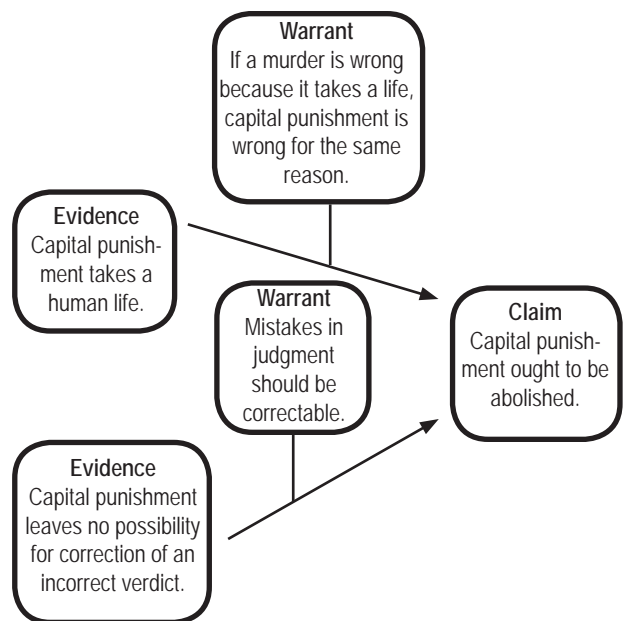 Warrant
If a murder is wrong
because it takes a life,
capital punishment is
wrong for the same
reason.
Evidence
Capital punish-
ment takes a
human life.
Warrant
Mistakes in
judgment
should be
correctable.
Claim
Capital punish-
ment ought to be
abolished.
Evidence
Capital punishment
leaves no possibility
for correction of an
incorrect verdict.